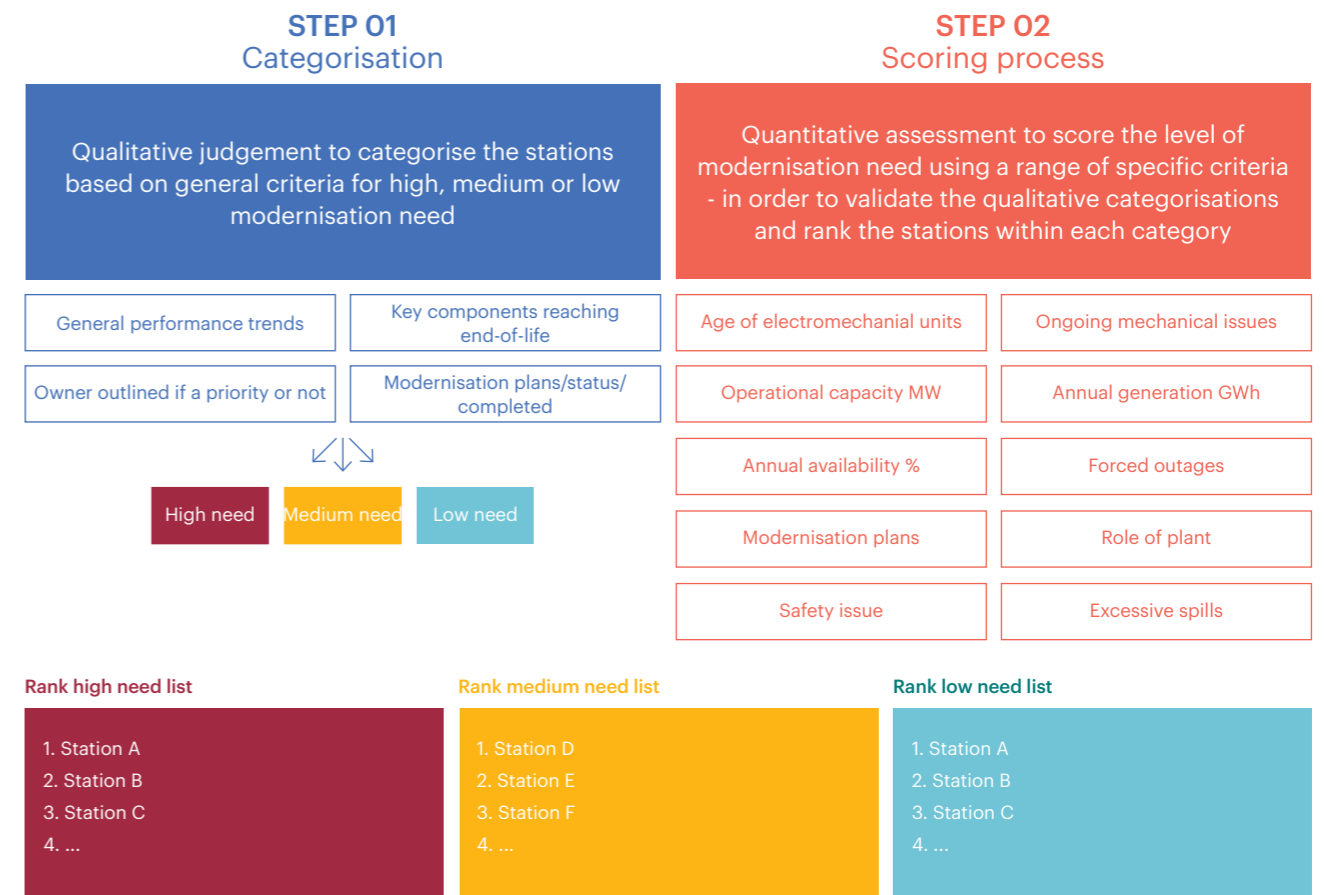 STEP 01
Categorisation
Qualitative judgement to categorise the stations
based on general criteria for high, medium or low
modernisation need
General performance trends
Key components reaching
end-of-life
Owner outlined if a priority or not
Modernisation plans/status/
completed
High need
Medium need
Low need
STEP 02
Scoring process
Quantitative assessment to score the level of
modernisation need using a range of specific criteria
- in order to validate the qualitative categorisations
and rank the stations within each category
Age of electromechanial units
Ongoing mechanical issues
Operational capacity MW
Annual generation GWh
Annual availability %
Forced outages
Modernisation plans
Role of plant
Safety issue
Excessive spills
Rank high need list
1. Station A
2. Station B
3. Station C
4. ...
Rank medium need list
1. Station D
2. Station E
3. Station F
4. ...
Rank low need list
1. Station A
2. Station B
3. Station C
4. ...